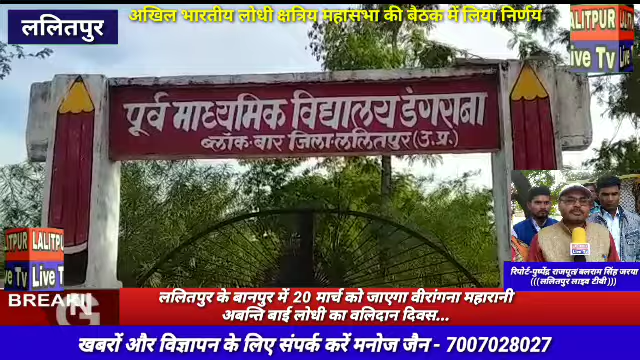 ललितपुर
अखिल भारतीय लोधी क्षत्रिय महासभा की बैठक में लिया निर्णय
LALITPUR
Live Tv
पूर्व माध्यमिक विद्यालय डंगराना
ब्लॉक-बार जिला-ललितपुर (उ.प्र.)
LALITPUR
Live T
रिपोर्ट-पुष्पेंद्र राजपूत/बलराम सिंह जरया
(((ललितपुर लाइव टीवी)))
BREAKI
ललितपुर के बानपुर में 20 मार्च को जाएगा वीरांगना महारानी
अबन्ति बाई लोधी का वलिदान दिवस...
खबरों और विज्ञापन के लिए संपर्क करें मनोज जैन - 7007028027